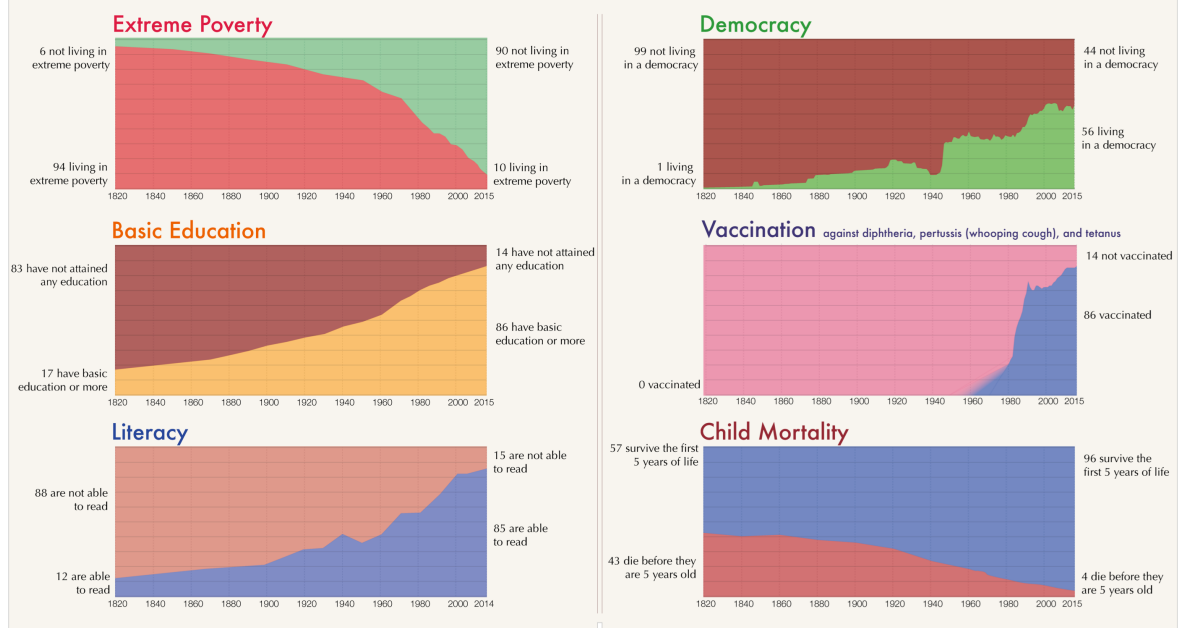 Extreme Poverty
6 not living in
extreme poverty
94 living in
extreme poverty
90 not living in
extreme poverty
10 living in
extreme poverty
1820 1840 1860 1880 1900 1920 1940 1960 1980 2000 2015
Democracy
99 not living
in a democracy
1 living
in a democracy
44 not living
in a democracy
56 living
in a democracy
1820 1840 1860 1880 1900 1920 1940 1960 1980 2000 2015
Basic Education
83 have not attained
any education
17 have basic
education or more
14 have not attained
any education
86 have basic
education or more
1820 1840 1860 1880 1900 1920 1940 1960 1980 2000 2015
Vaccination against diphtheria, pertussis (whooping cough), and tetanus
0 vaccinated
14 not vaccinated
86 vaccinated
1820 1840 1860 1880 1900 1920 1940 1960 1980 2000 2015
Literacy
88 are not able
to read
12 are able
to read
15 are not able
to read
85 are able
to read
1820 1840 1860 1880 1900 1920 1940 1960 1980 2000 2014
Child Mortality
57 survive the first
5 years of life
43 die before they
are 5 years old
96 survive the
first 5 years of life
4 die before they
are 5 years old
1820 1840 1860 1880 1900 1920 1940 1960 1980 2000 2015